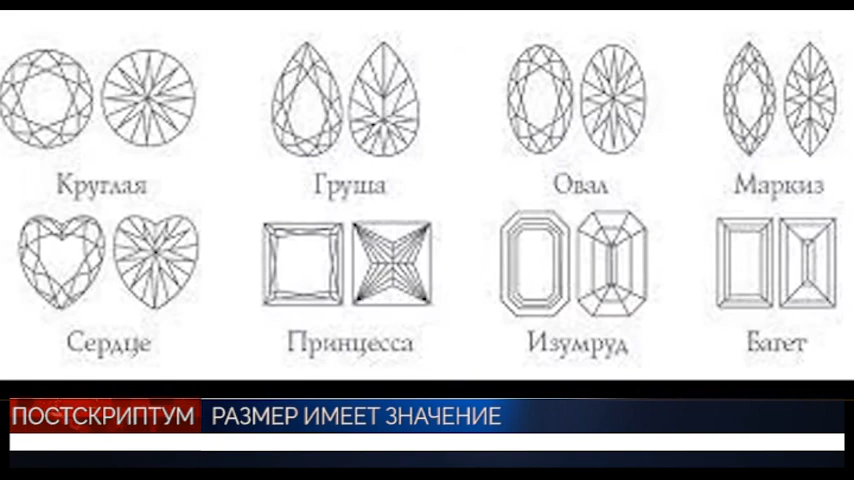 Круглая Груша Овал Маркиз
Сердце Принцесса Изумруд Багет
ПОСТСКРИПТУМ РАЗМЕР ИМЕЕТ ЗНАЧЕНИЕ